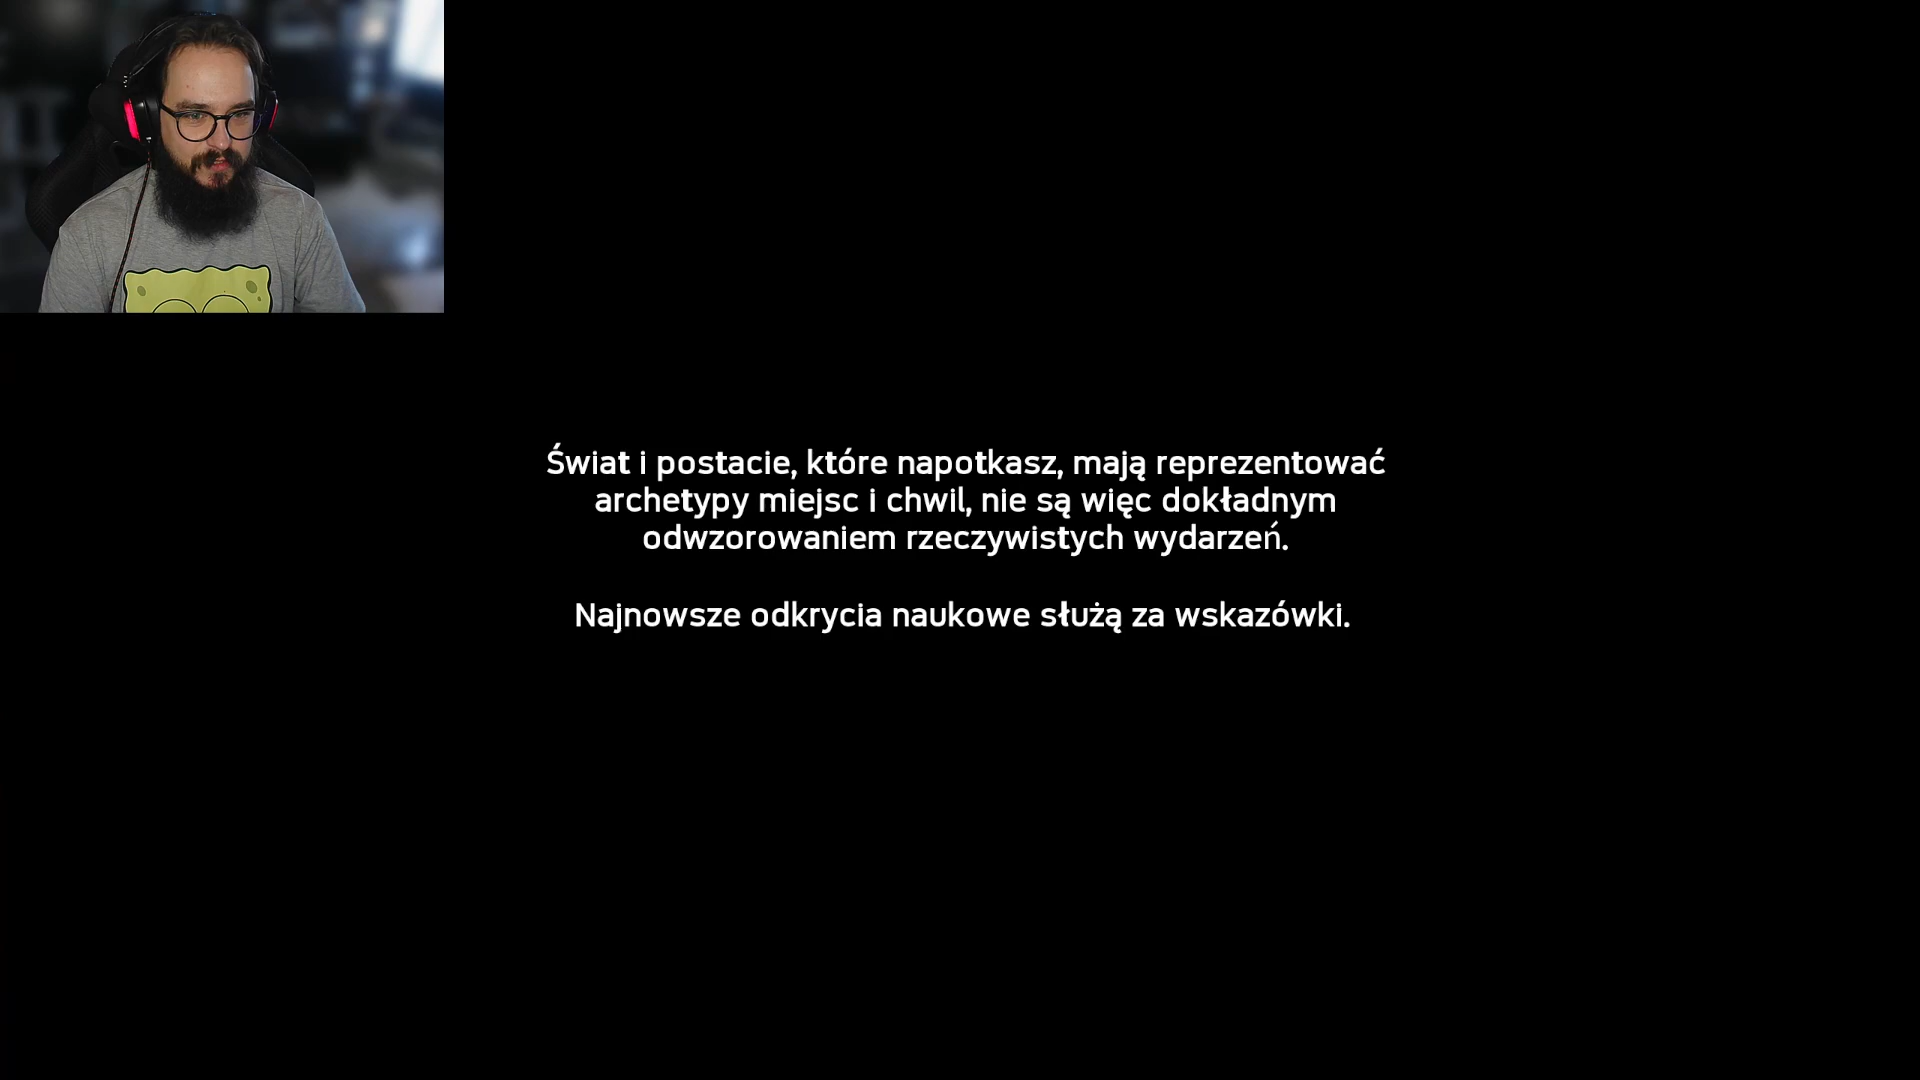 Świat i postacie, które napotkasz, mają reprezentować
archetypy miejsc i chwil, nie są więc dokładnym
odwzorowaniem rzeczywistych wydarzeń.
Najnowsze odkrycia naukowe służą za wskazówki.